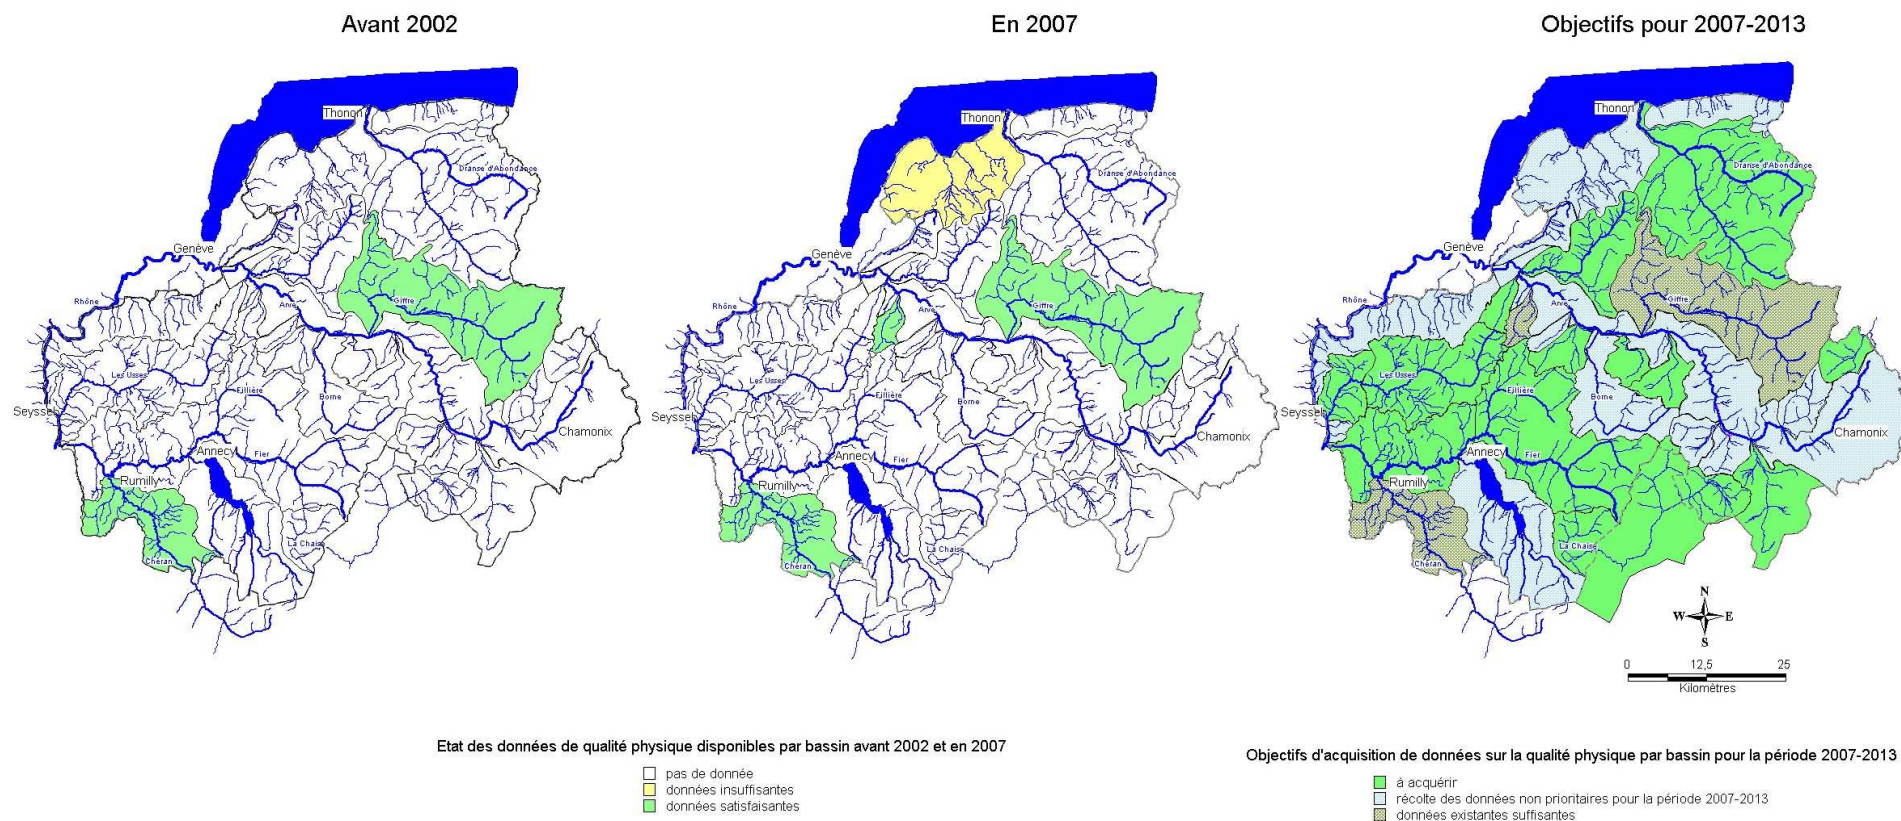 Avant 2002
En 2007
Objectifs pour 2007-2013
Thonon
Dranse d'Abondance
Genève
Rhône
Arve
Giffre
Les Usses
Fillière
Borne
Seyssel
Chamonix
Annecy
Fier
Rumilly
La Chaise
Chéran
Thonon
Dranse d'Abondance
Genève
Rhône
Arve
Giffre
Les Usses
Fillière
Borne
Seyssel
Chamonix
Annecy
Fier
Rumilly
La Chaise
Chéran
Thonon
Dranse d'Abondance
Genève
Rhône
Arve
Giffre
Les Usses
Fillière
Borne
Seyssel
Chamonix
Annecy
Fier
Rumilly
La Chaise
Chéran
N
W E
S
0 12,5 25
Kilomètres
Etat des données de qualité physique disponibles par bassin avant 2002 et en 2007
pas de donnée
données insuffisantes
données satisfaisantes
Objectifs d'acquisition de données sur la qualité physique par bassin pour la période 2007-2013
à acquérir
récolte des données non prioritaires pour la période 2007-2013
données existantes suffisantes